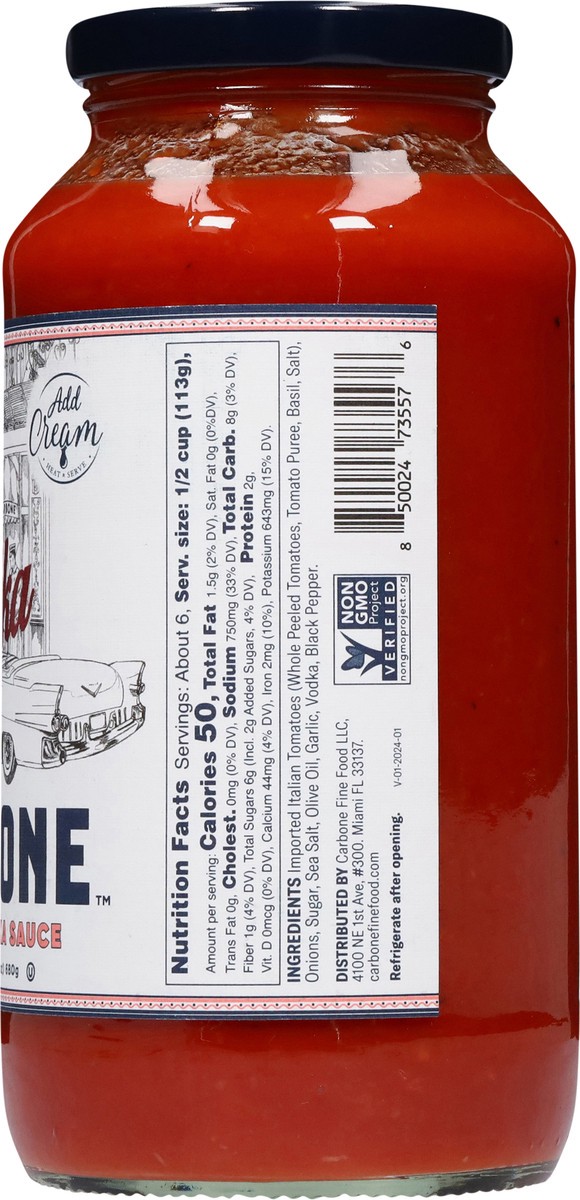 Add
Cream
HEAT & SERVE
ka
ONE™
A SAUCE
880g
Nutrition Facts Servings: About 6, Serv. size: 1/2 cup (113g),
Amount per serving: Calories 50, Total Fat 1.5g (2% DV), Sat. Fat 0g (0%DV),
Trans Fat 0g, Cholest. 0mg (0% DV), Sodium 750mg (33% DV), Total Carb. 8g (3% DV),
Fiber 1g (4% DV), Total Sugars 6g (Incl. 2g Added Sugars, 4% DV), Protein 2g,
Vit. D 0mcg (0% DV), Calcium 44mg (4% DV), Iron 2mg (10%), Potassium 643mg (15% DV).
INGREDIENTS Imported Italian Tomatoes (Whole Peeled Tomatoes, Tomato Puree, Basil, Salt),
Onions, Sugar, Sea Salt, Olive Oil, Garlic, Vodka, Black Pepper.
DISTRIBUTED BY Carbone Fine Food LLC,
4100 NE 1st Ave, #300. Miami FL 33137.
carbonefinefood.com
Refrigerate after opening.
V-01-2024-01
NON
GMO
Project
VERIFIED
nongmoproject.org
8 50024 73557 6